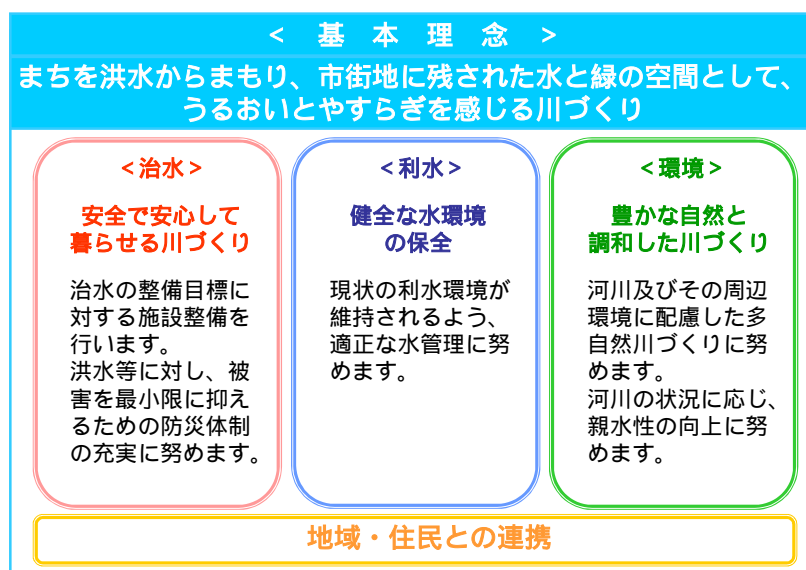 < 基 本 理 念 >
まちを洪水からまもり、市街地に残された水と緑の空間として、
うるおいとやすらぎを感じる川づくり
<治水>
安全で安心して
暮らせる川づくり
治水の整備目標に
対する施設整備を
行います。
洪水等に対し、被
害を最小限に抑え
るための防災体制
の充実に努めます。
<利水>
健全な水環境
の保全
現状の利水環境が
維持されるよう、
適正な水管理に努
めます。
<環境>
豊かな自然と
調和した川づくり
河川及びその周辺
環境に配慮した多
自然川づくりに努
めます。
河川の状況に応じ、
親水性の向上に努
めます。
地域・住民との連携